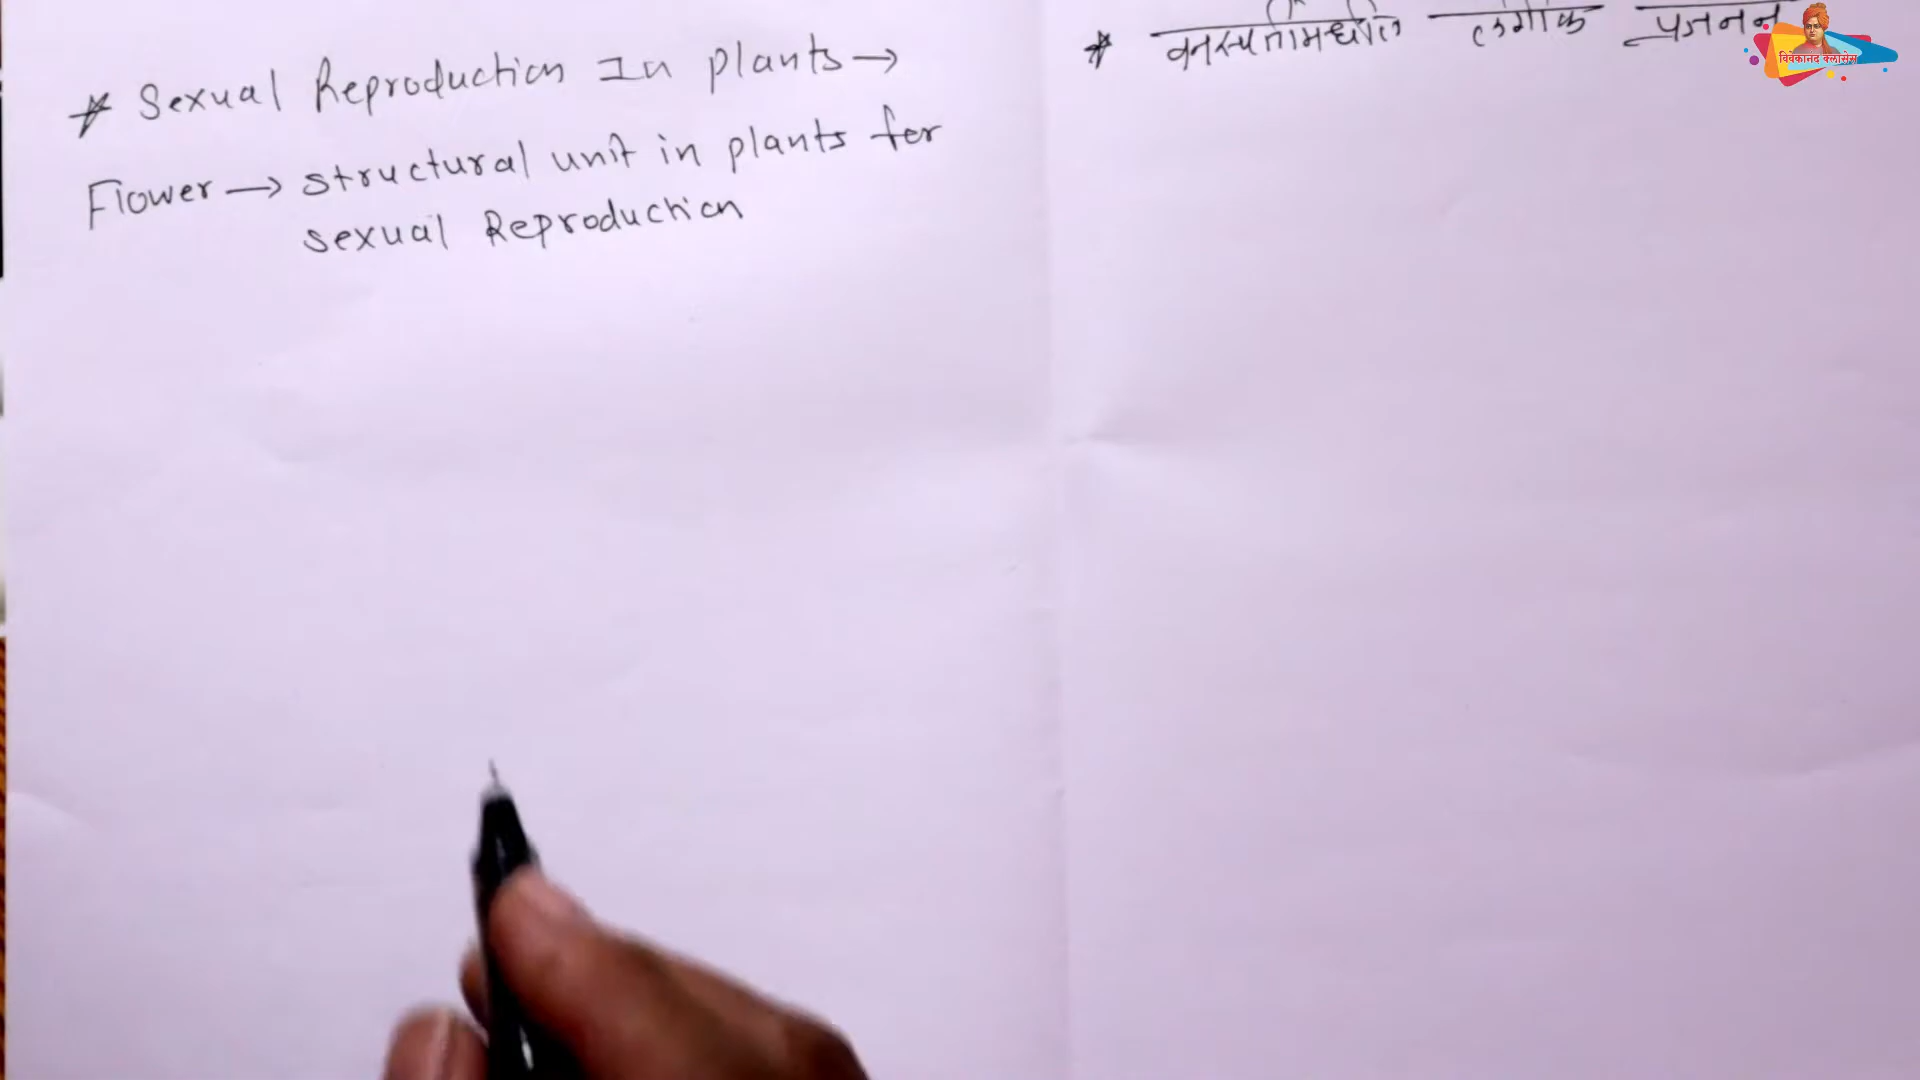 * Sexual Reproduction In plants →
Flower → structural unit in plants for
sexual Reproduction
* वनस्पतीमधील लैंगीक प्रजनन
विवेकानंद क्लासेस